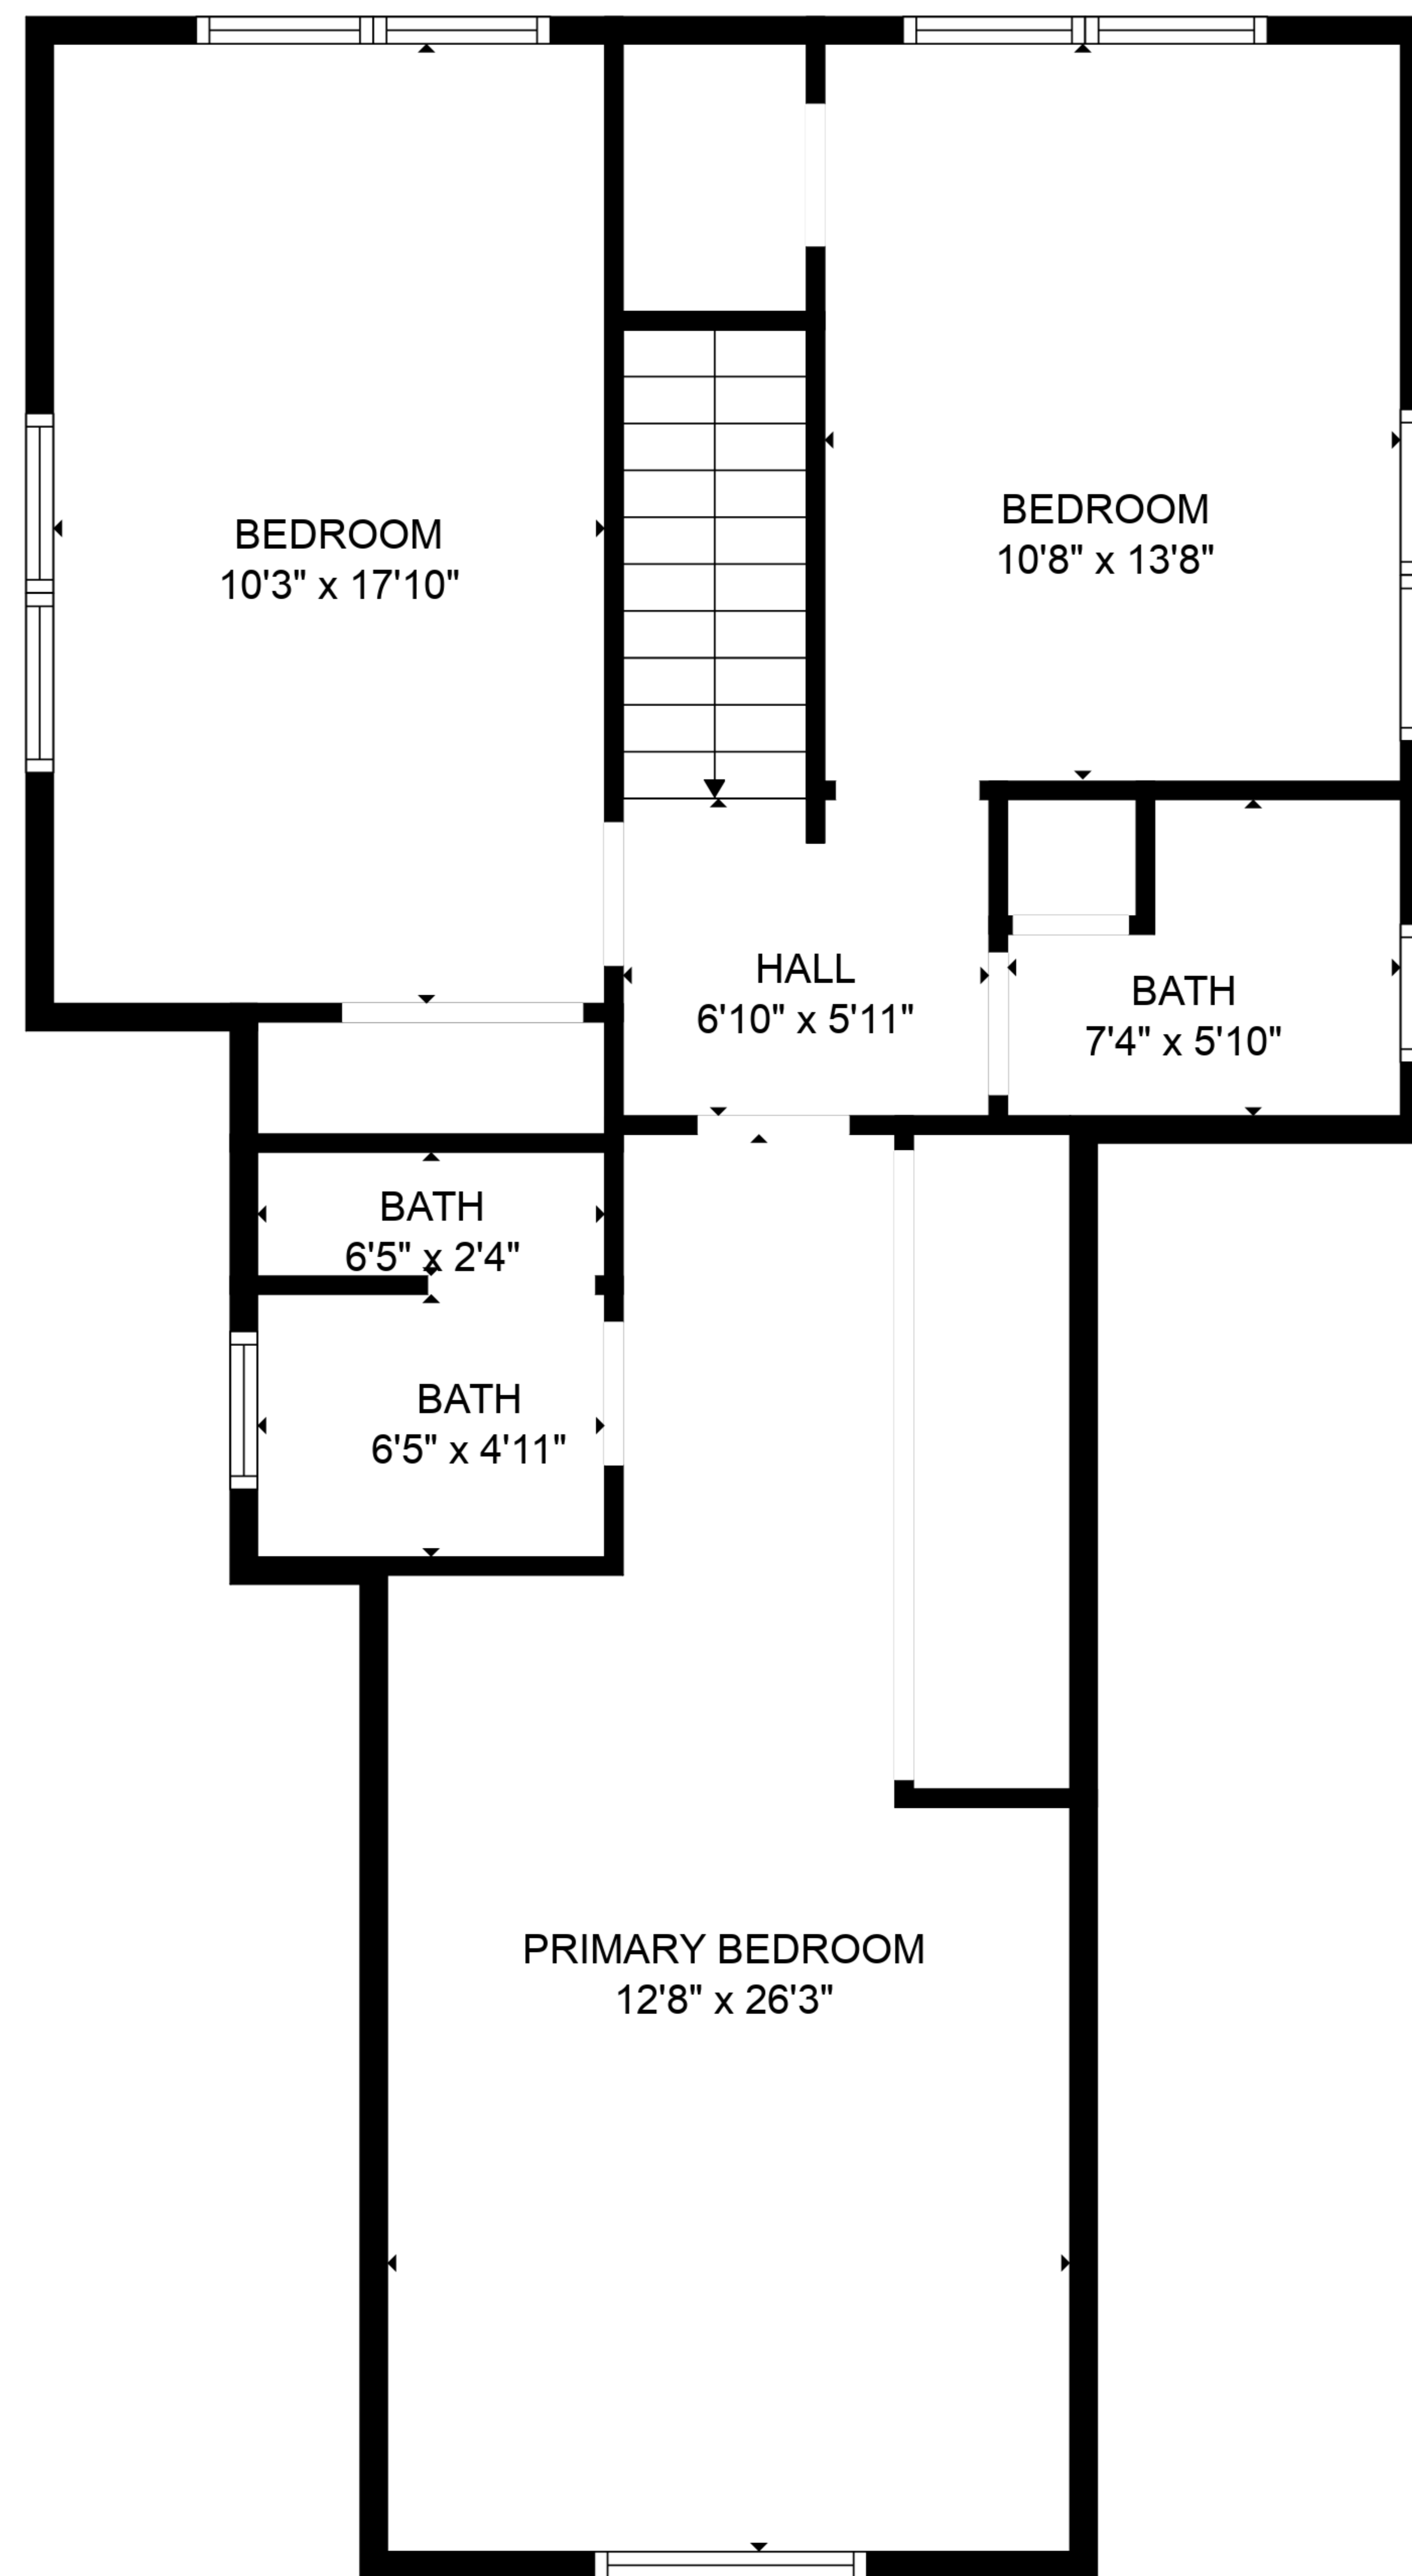 BEDROOM
10'3" x 17'10"
BEDROOM
10'8" x 13'8"
HALL
6'10" x 5'11"
BATH
7'4" x 5'10"
BATH
6'5" x 2'4"
BATH
6'5" x 4'11"
PRIMARY BEDROOM
12'8" x 26'3"